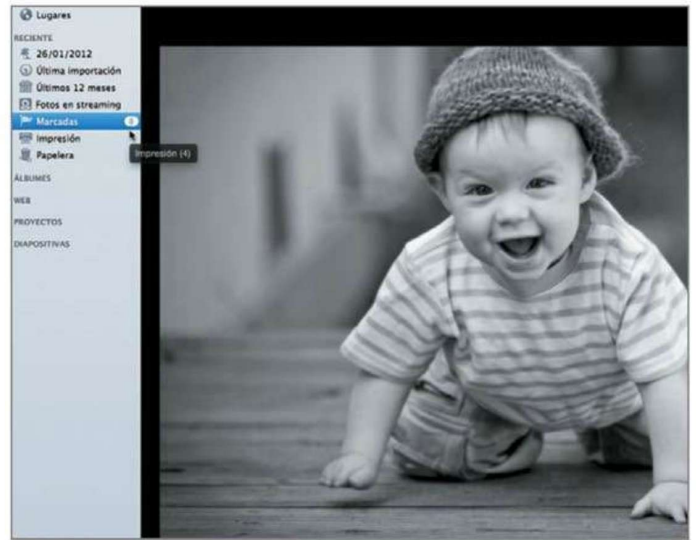 Lugares
RECIENTE
26/01/2012
Última importación
Últimos 12 meses
Fotos en streaming
Marcadas
Impresión
Papelera
Impresión (4)
ÁLBUMES
WEB
PROYECTOS
DIAPOSITIVAS